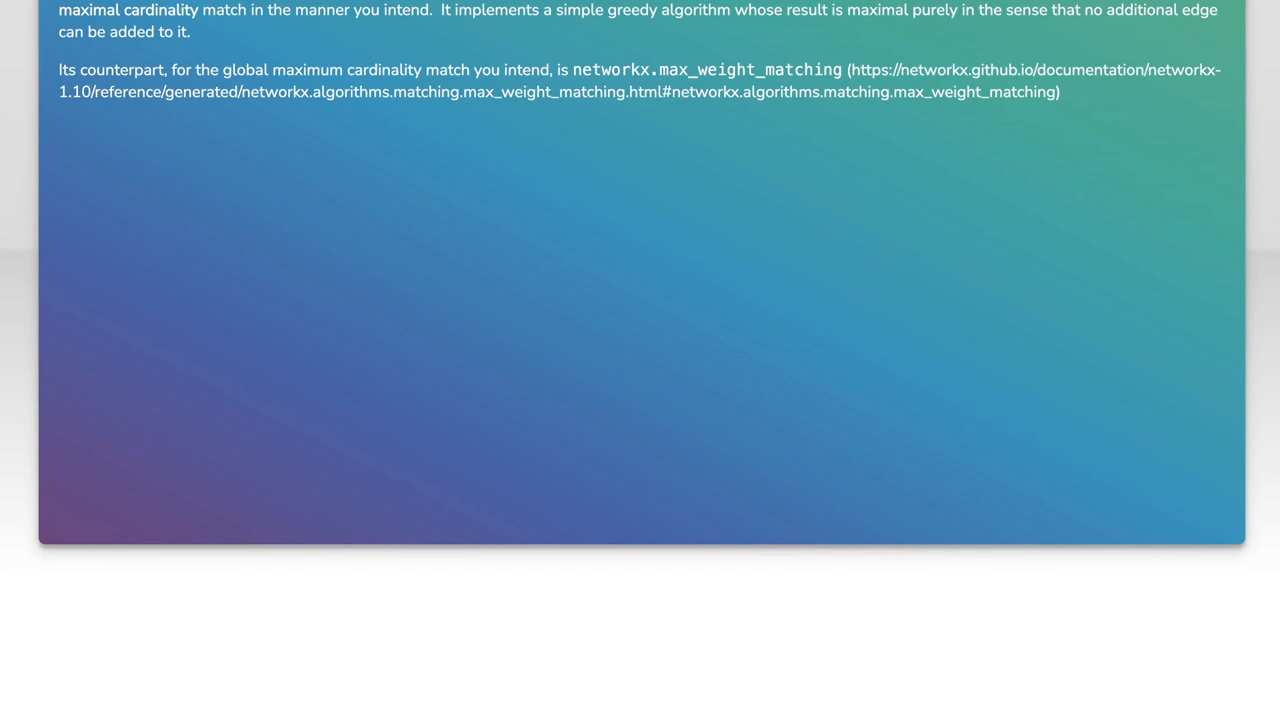 maximal cardinality match in the manner you intend.  It implements a simple greedy algorithm whose result is maximal purely in the sense that no additional edge
can be added to it.
Its counterpart, for the global maximum cardinality match you intend, is networkx.max_weight_matching (https://networkx.github.io/documentation/networkx-
1.10/reference/generated/networkx.algorithms.matching.max_weight_matching.html#networkx.algorithms.matching.max_weight_matching)